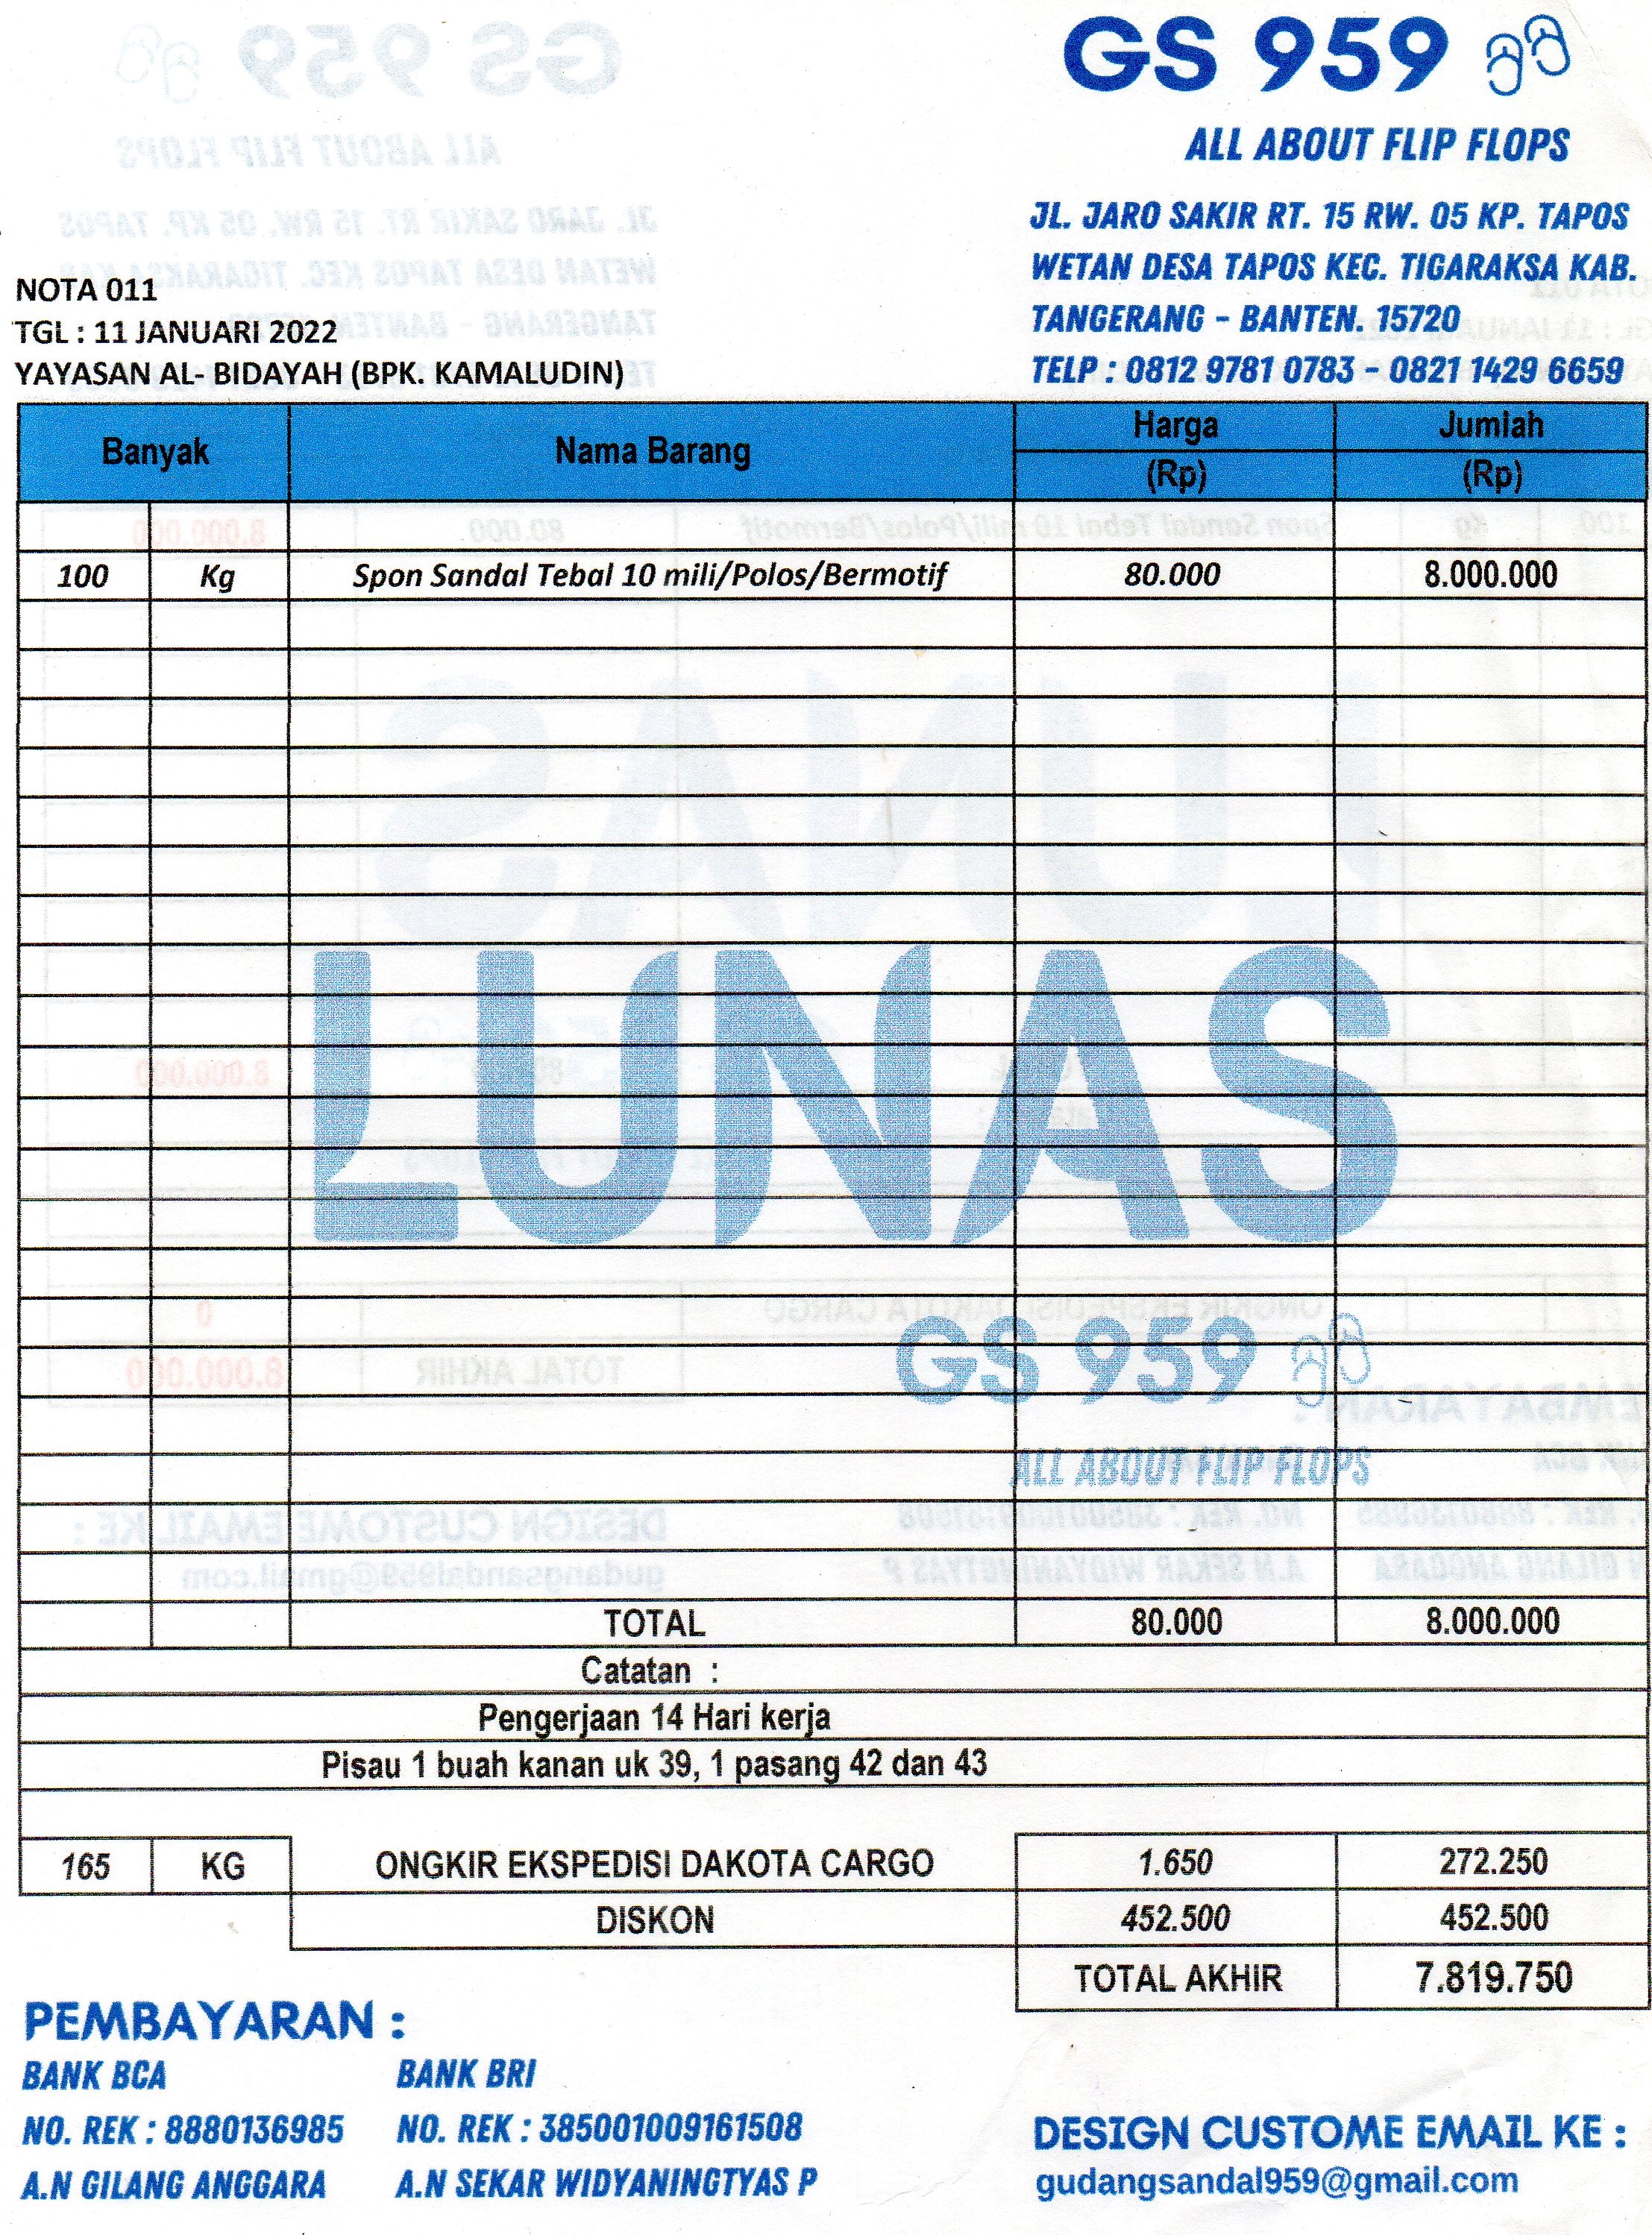 GS 959
ALL ABOUT FLIP FLOPS
JL. JARO SAKIR RT. 15 RW. 05 KP. TAPOS
WETAN DESA TAPOS KEC. TIGARAKSA KAB.
TANGERANG - BANTEN. 15720
TELP : 0812 9781 0783 - 0821 1429 6659
NOTA 011
TGL : 11 JANUARI 2022
YAYASAN AL- BIDAYAH (BPK. KAMALUDIN)
Banyak Nama Barang Harga (Rp) Jumlah (Rp)
100 Kg Spon Sandal Tebal 10 mili/Polos/Bermotif 80.000 8.000.000
LUNAS
GS 959
ALL ABOUT FLIP FLOPS
TOTAL 80.000 8.000.000
Catatan :
Pengerjaan 14 Hari kerja
Pisau 1 buah kanan uk 39, 1 pasang 42 dan 43
165 KG ONGKIR EKSPEDISI DAKOTA CARGO 1.650 272.250
DISKON 452.500 452.500
TOTAL AKHIR 7.819.750
PEMBAYARAN :
BANK BCA
NO. REK : 8880136985
A.N GILANG ANGGARA
BANK BRI
NO. REK : 385001009161508
A.N SEKAR WIDYANINGTYAS P
DESIGN CUSTOME EMAIL KE :
gudangsandal959@gmail.com